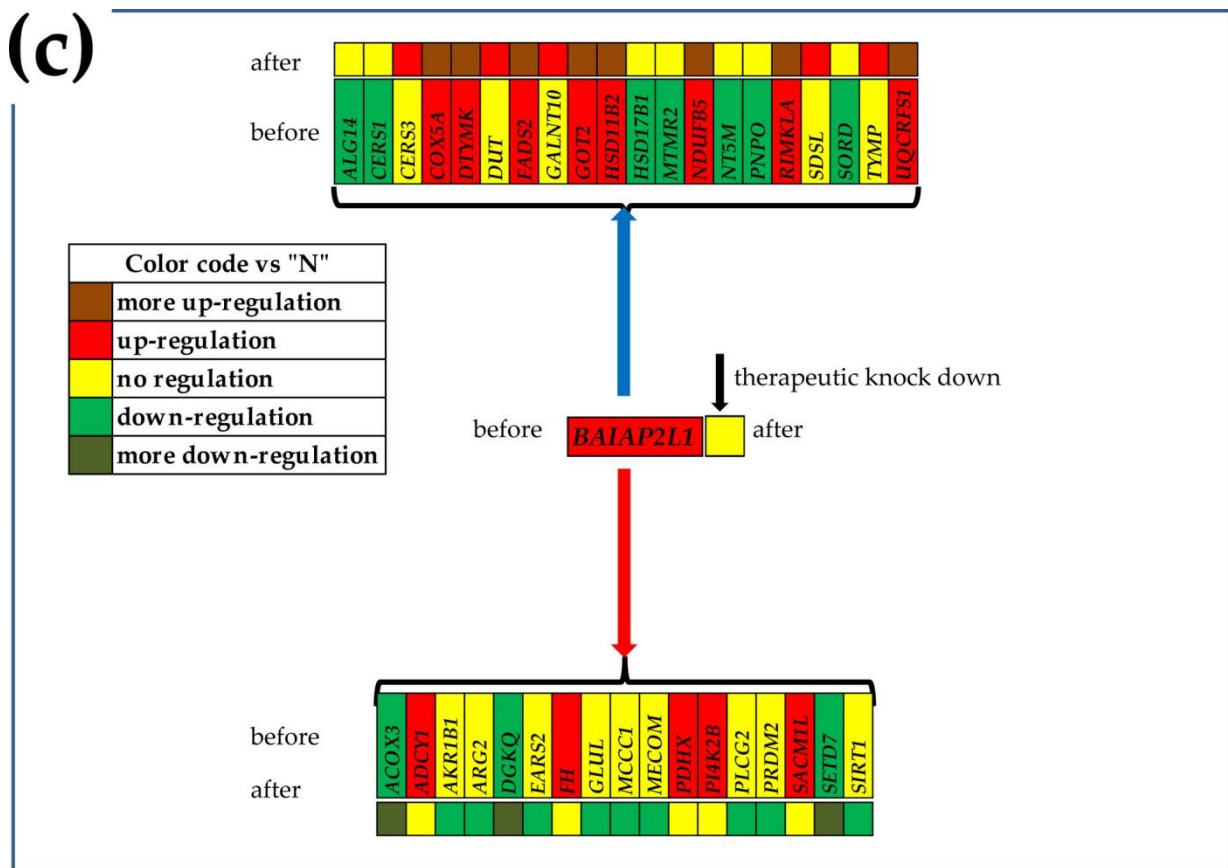 (c)
after
before
ALG14
CERS1
CERS3
COX5A
DTYMK
DUT
FADS2
GALNT10
GOT2
HSD11B2
HSD17B1
MTMR2
NDUFB5
NT5M
PNPO
RIMKLA
SDSL
SORD
TYMP
UQCRFS1
Color code vs "N"
more up-regulation
up-regulation
no regulation
down-regulation
more down-regulation
therapeutic knock down
before
BAIAP2L1
after
before
ACOX3
ADCY1
AKR1B1
ARG2
DGKQ
EARS2
FH
GLUL
MCCC1
MECOM
PDHX
PI4K2B
PLCG2
PRDM2
SACM1L
SETD7
SIRT1
after